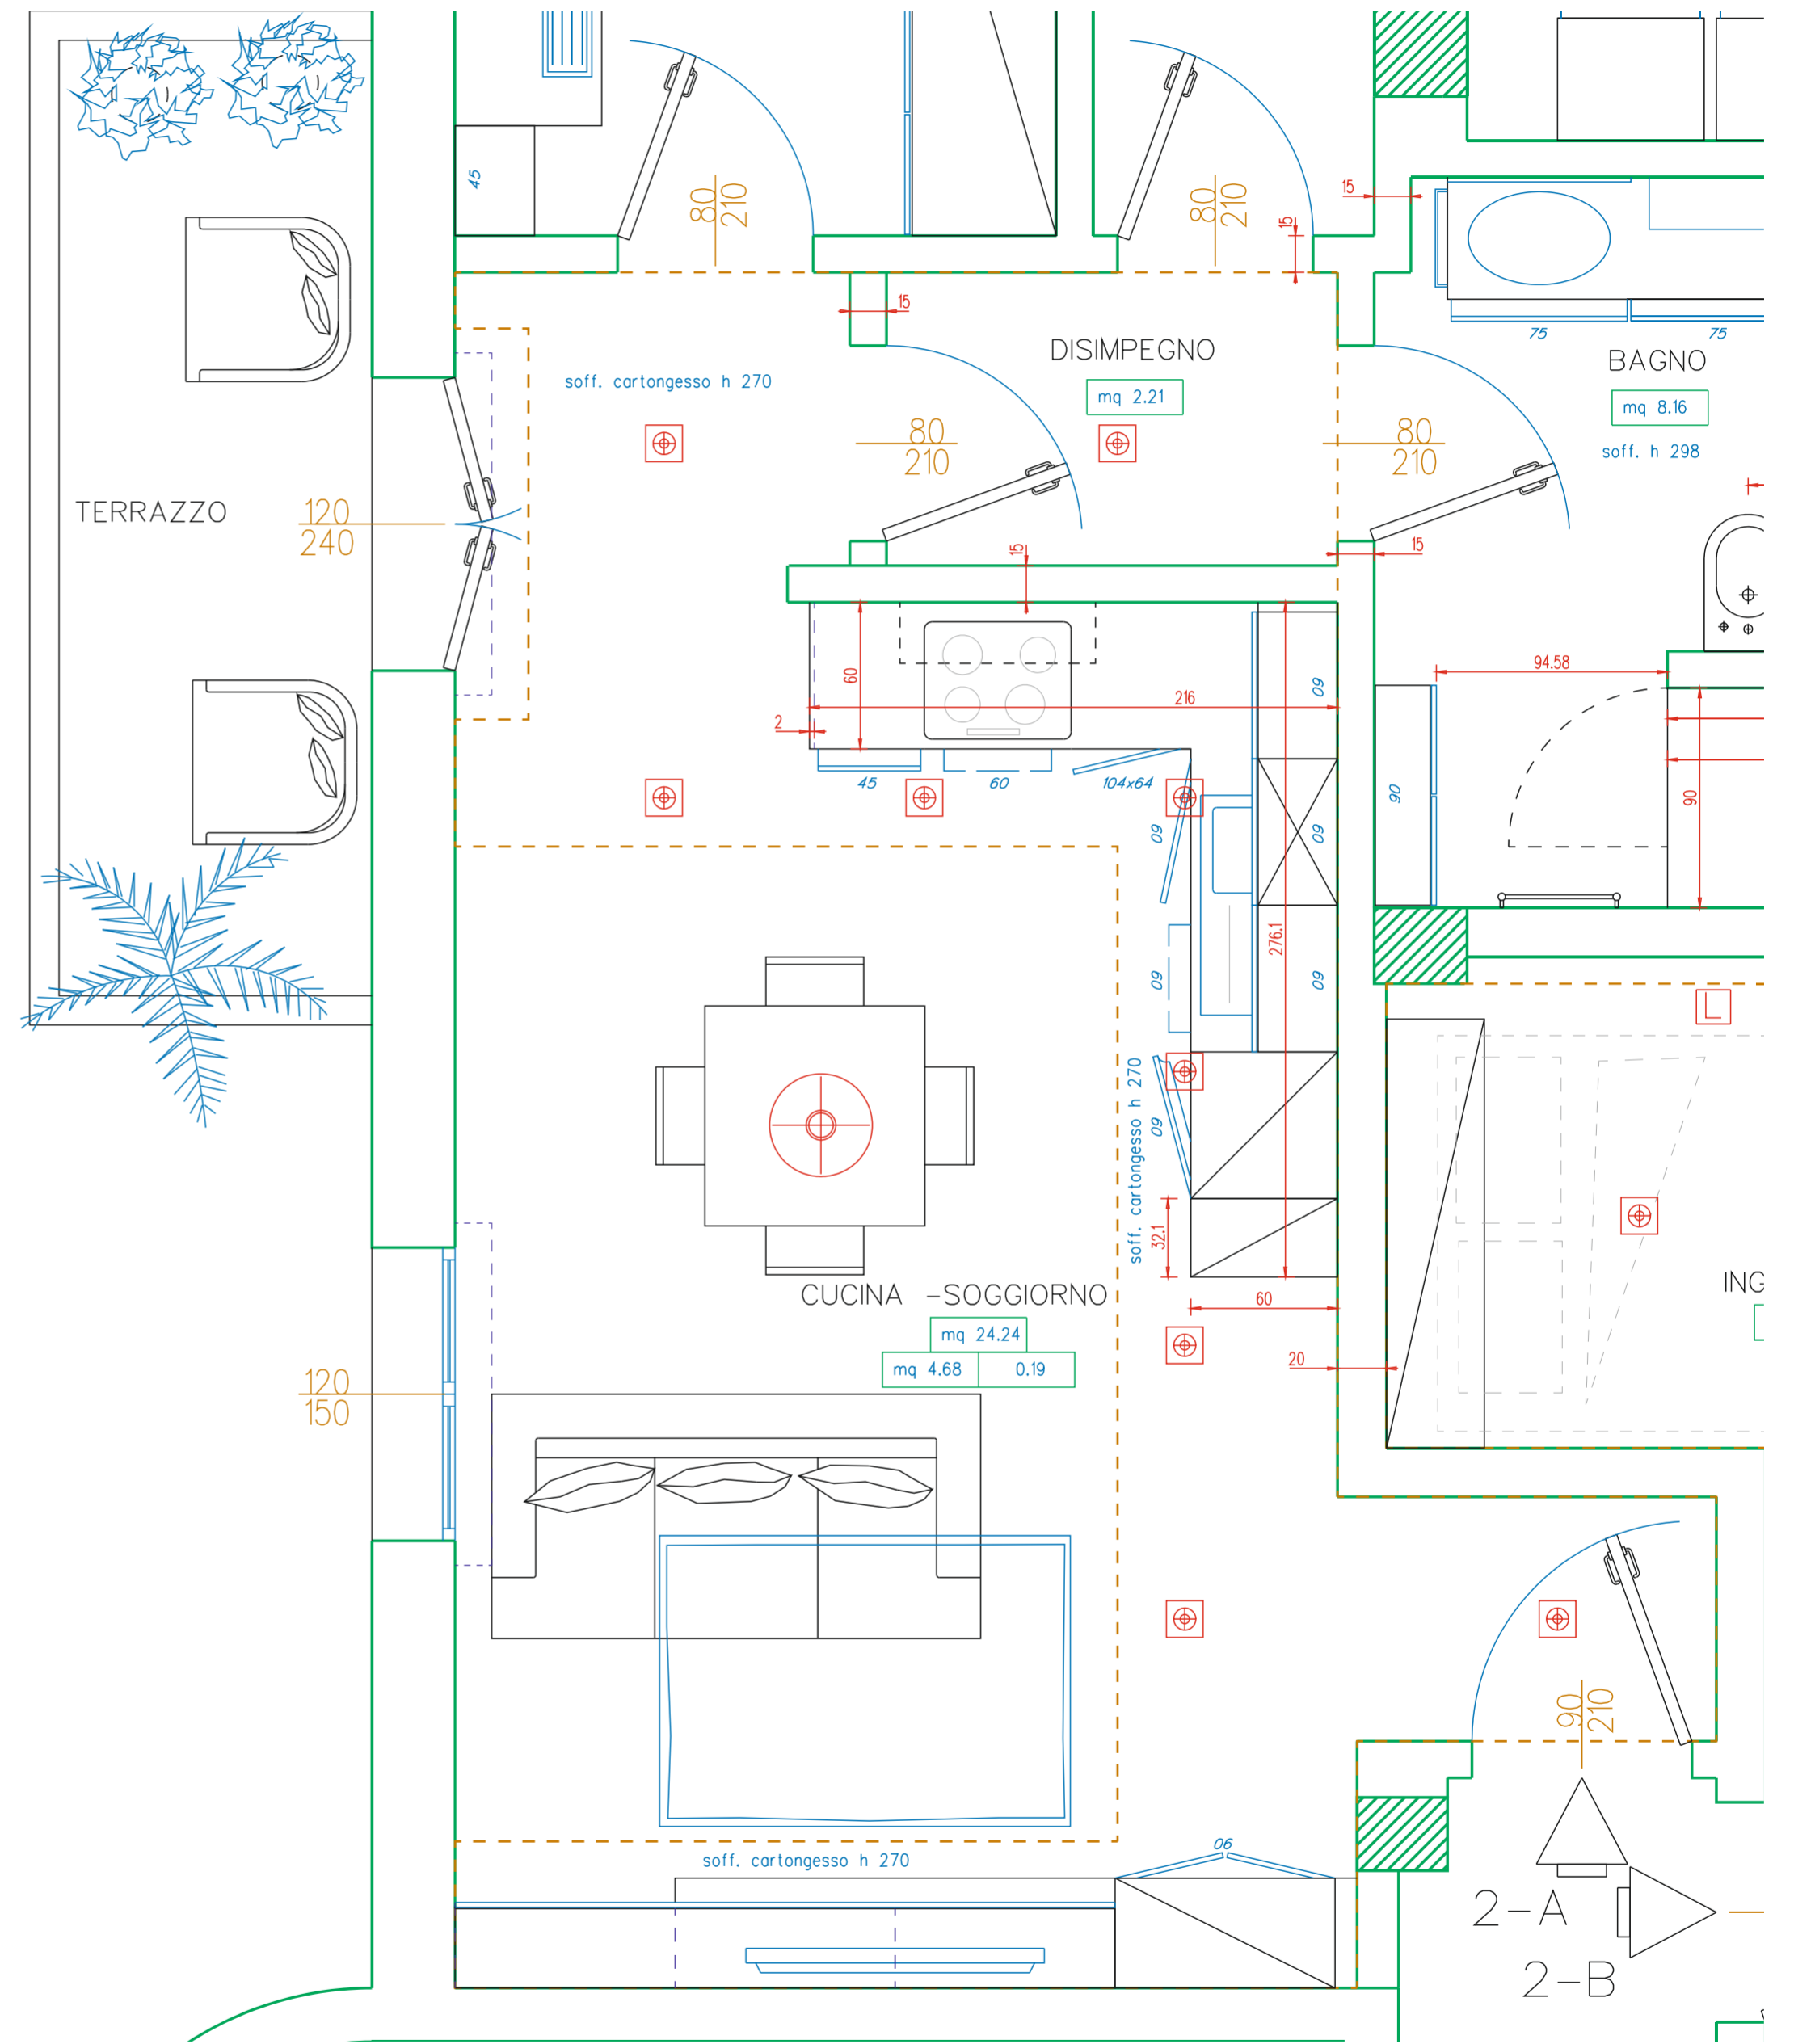 45
80
210
80
210
15
15
15
75
75
DISIMPEGNO
mq 2.21
BAGNO
mq 8.16
soff. h 298
soff. cartongesso h 270
80
210
80
210
TERRAZZO
120
240
15
15
60
216
2
60
94.58
90
90
45
60
104x64
60
60
60
60
276.1
soff. cartongesso h 270
60
32.1
60
L
CUCINA -SOGGIORNO
mq 24.24
mq 4.68 0.19
ING
20
120
150
90
210
90
soff. cartongesso h 270
2-A
2-B